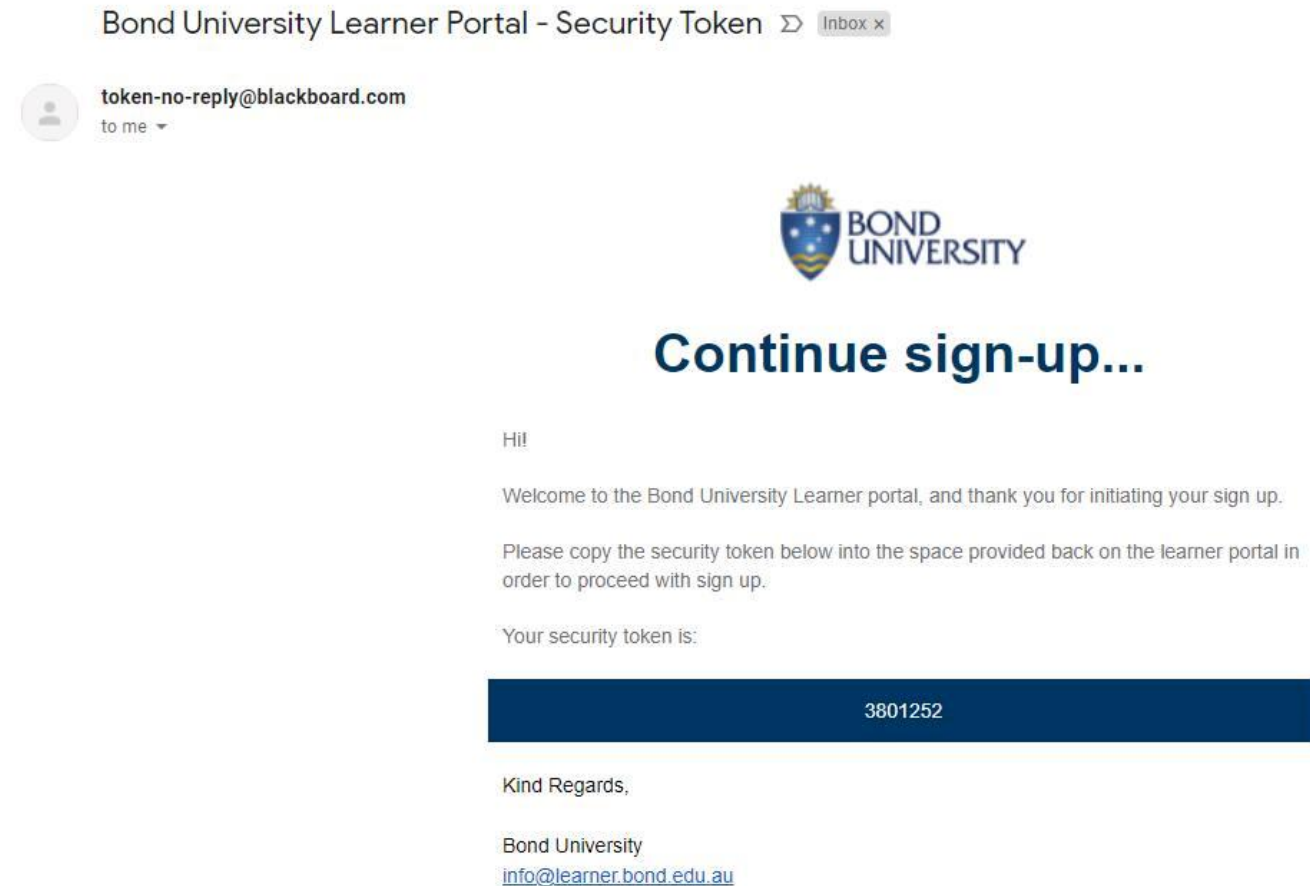 Bond University Learner Portal - Security Token Inbox x
token-no-reply@blackboard.com
to me
BOND
UNIVERSITY
Continue sign-up...
Hi!
Welcome to the Bond University Learner portal, and thank you for initiating your sign up.
Please copy the security token below into the space provided back on the learner portal in
order to proceed with sign up.
Your security token is:
3801252
Kind Regards,
Bond University
info@learner.bond.edu.au